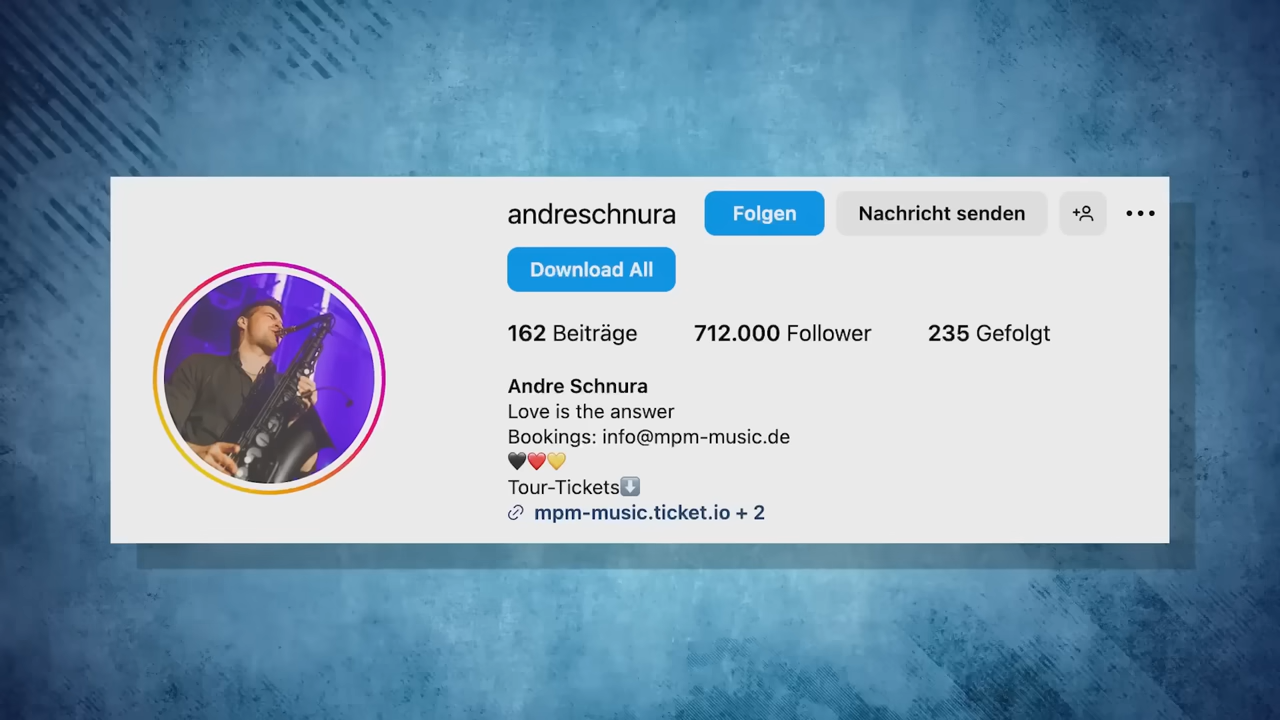 andreschnura Folgen Nachricht senden
Download All
162 Beiträge 712.000 Follower 235 Gefolgt
Andre Schnura
Love is the answer
Bookings: info@mpm-music.de
🖤❤️💛
Tour-Tickets⬇️
mpm-music.ticket.io + 2